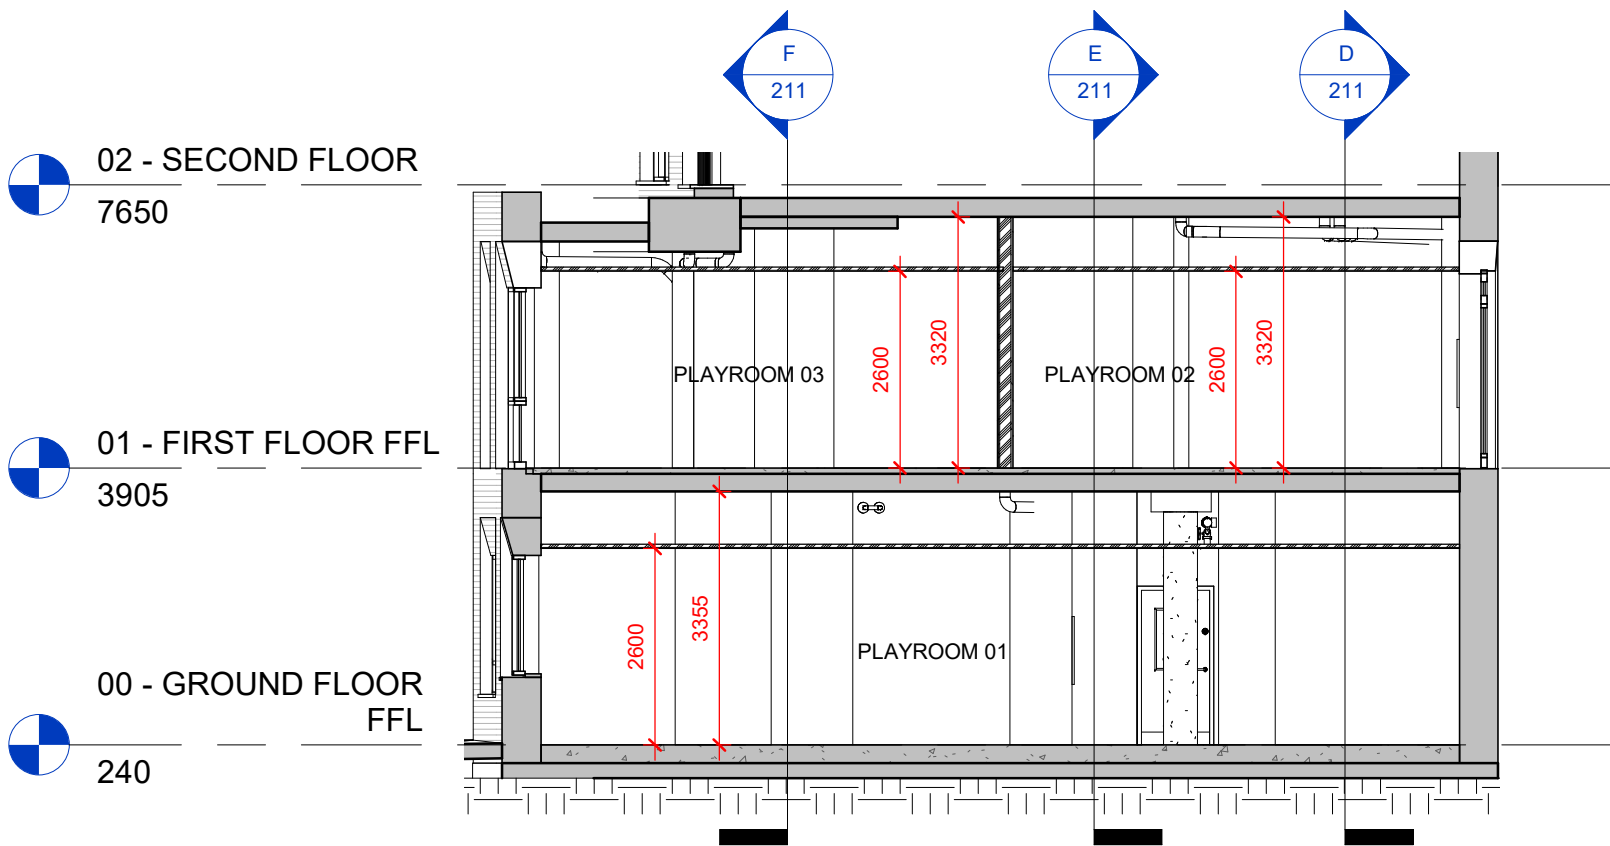 F
211
E
211
D
211
02 - SECOND FLOOR
7650
2600
3320
2600
3320
PLAYROOM 03
PLAYROOM 02
01 - FIRST FLOOR FFL
3905
2600
3355
PLAYROOM 01
00 - GROUND FLOOR
FFL
240